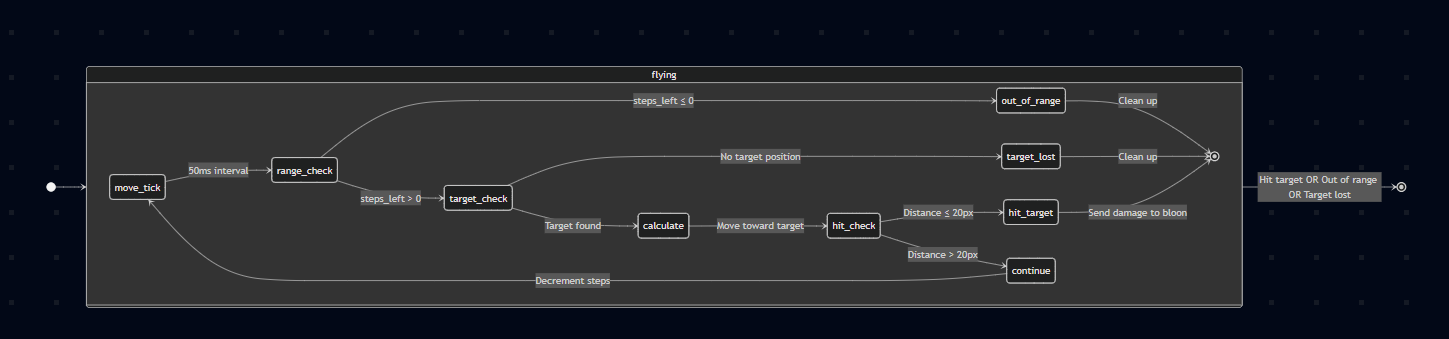 flying
steps_left ≤ 0
out_of_range
Clean up
No target position
target_lost
Clean up
50ms interval
range_check
move_tick
steps_left > 0
target_check
Hit target OR Out of range
OR Target lost
Distance ≤ 20px
hit_target
Send damage to bloon
Target found
calculate
Move toward target
hit_check
Distance > 20px
continue
Decrement steps